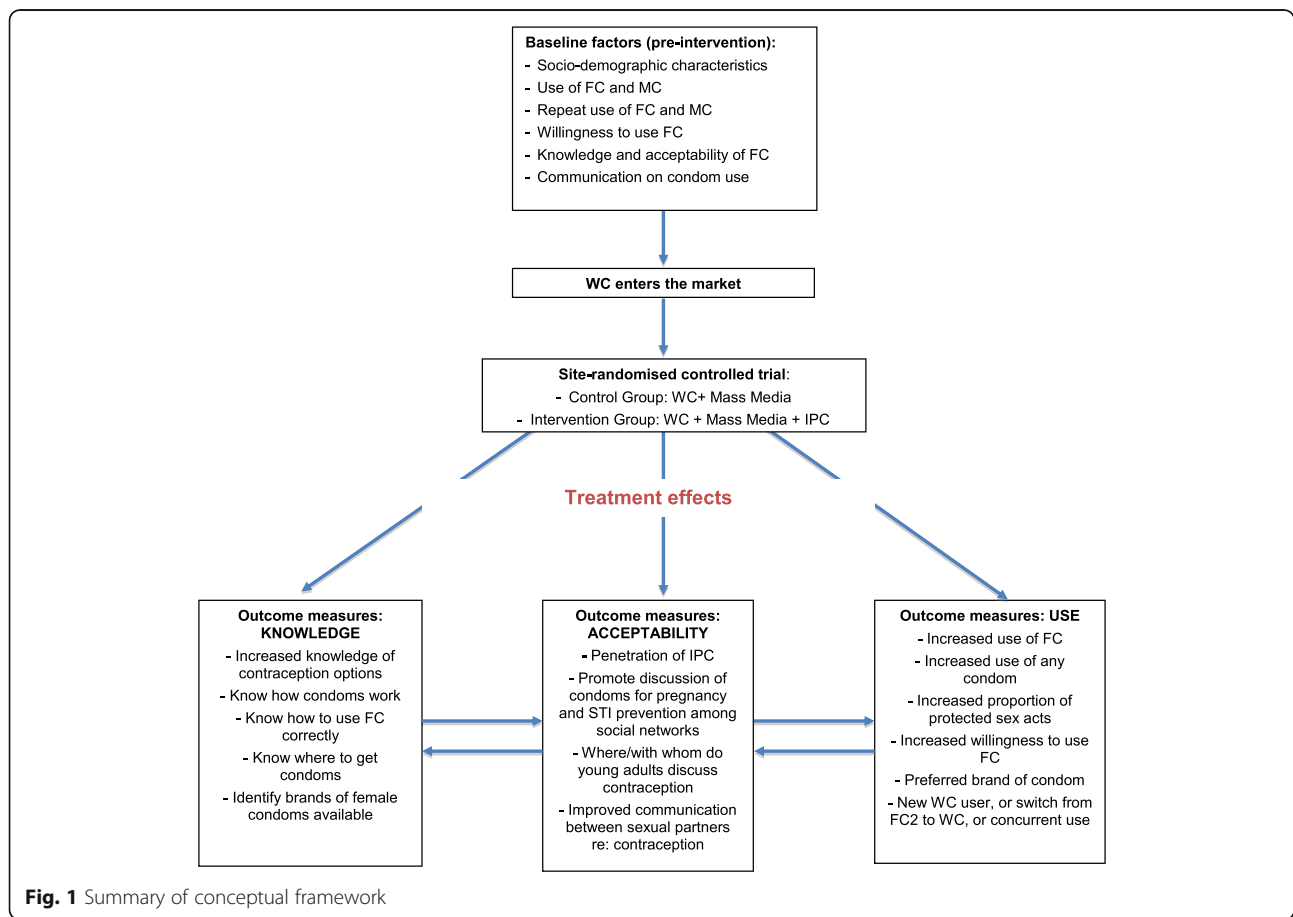 Baseline factors (pre-intervention):
- Socio-demographic characteristics
- Use of FC and MC
- Repeat use of FC and MC
- Willingness to use FC
- Knowledge and acceptability of FC
- Communication on condom use
WC enters the market
Site-randomised controlled trial:
- Control Group: WC+ Mass Media
- Intervention Group: WC + Mass Media + IPC
Treatment effects
Outcome measures:
KNOWLEDGE
- Increased knowledge of
contraception options
- Know how condoms work
- Know how to use FC
correctly
- Know where to get
condoms
- Identify brands of female
condoms available
Outcome measures:
ACCEPTABILITY
- Penetration of IPC
- Promote discussion of
condoms for pregnancy
and STI prevention among
social networks
- Where/with whom do
young adults discuss
contraception
- Improved communication
between sexual partners
re: contraception
Outcome measures: USE
- Increased use of FC
- Increased use of any
condom
- Increased proportion of
protected sex acts
- Increased willingness to use
FC
- Preferred brand of condom
- New WC user, or switch from
FC2 to WC, or concurrent use
Fig. 1 Summary of conceptual framework